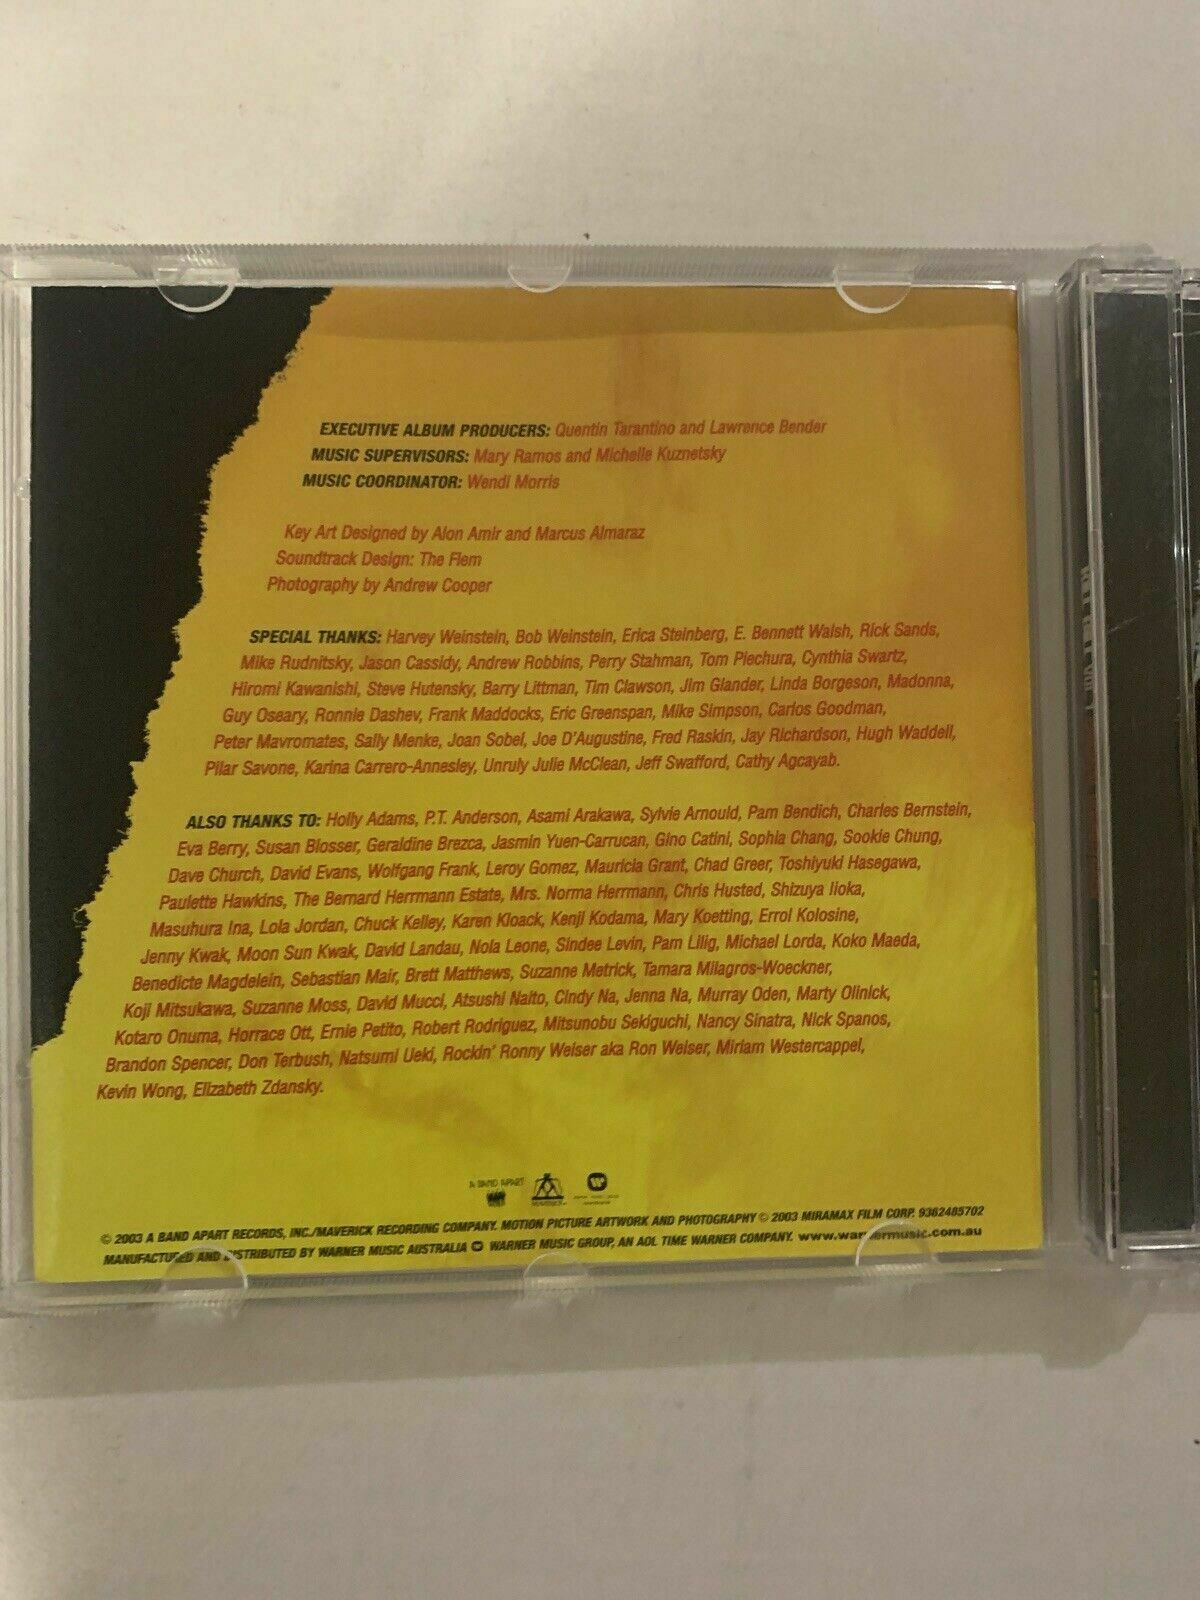 EXECUTIVE ALBUM PRODUCERS: Quentin Tarantino and Lawrence Bender
MUSIC SUPERVISORS: Mary Ramos and Michelle Kuznetsky
MUSIC COORDINATOR: Wendi Morris
Key Art Designed by Alon Amir and Marcus Almaraz
Soundtrack Design: The Flem
Photography by Andrew Cooper
SPECIAL THANKS: Harvey Weinstein, Bob Weinstein, Erica Steinberg, E. Bennett Walsh, Rick Sands,
Mike Rudnitsky, Jason Cassidy, Andrew Robbins, Perry Stahman, Tom Piechura, Cynthia Swartz,
Hiromi Kawanishi, Steve Hutensky, Barry Littman, Tim Clawson, Jim Glander, Linda Borgeson, Madonna,
Guy Oseary, Ronnie Dashev, Frank Maddocks, Eric Greenspan, Mike Simpson, Carlos Goodman,
Peter Mavromates, Sally Menke, Joan Sobel, Joe D'Augustine, Fred Raskin, Jay Richardson, Hugh Waddell,
Pilar Savone, Karina Carrero-Annesley, Unruly Julie McClean, Jeff Swafford, Cathy Agcayab.
ALSO THANKS TO: Holly Adams, P.T. Anderson, Asami Arakawa, Sylvie Arnould, Pam Bendich, Charles Bernstein,
Eva Berry, Susan Blosser, Geraldine Brezca, Jasmin Yuen-Carrucan, Gino Catini, Sophia Chang, Sookie Chung,
Dave Church, David Evans, Wolfgang Frank, Leroy Gomez, Mauricia Grant, Chad Greer, Toshiyuki Hasegawa,
Paulette Hawkins, The Bernard Herrmann Estate, Mrs. Norma Herrmann, Chris Husted, Shizuya Iioka,
Masuhura Ina, Lola Jordan, Chuck Kelley, Karen Kloack, Kenji Kodama, Mary Koetting, Errol Kolosine,
Jenny Kwak, Moon Sun Kwak, David Landau, Nola Leone, Sindee Levin, Pam Lilig, Michael Lorda, Koko Maeda,
Benedicte Magdelein, Sebastian Mair, Brett Matthews, Suzanne Metrick, Tamara Milagros-Woeckner,
Koji Mitsukawa, Suzanne Moss, David Mucci, Atsushi Naito, Cindy Na, Jenna Na, Murray Oden, Marty Olinick,
Kotaro Onuma, Horrace Ott, Ernie Petito, Robert Rodriguez, Mitsunobu Sekiguchi, Nancy Sinatra, Nick Spanos,
Brandon Spencer, Don Terbush, Natsumi Ueki, Rockin' Ronny Weiser aka Ron Weiser, Miriam Westercappel,
Kevin Wong, Elizabeth Zdansky.
A BAND APART
MAVERICK
© 2003 A BAND APART RECORDS, INC./MAVERICK RECORDING COMPANY. MOTION PICTURE ARTWORK AND PHOTOGRAPHY © 2003 MIRAMAX FILM CORP. 9362485702
MANUFACTURED AND DISTRIBUTED BY WARNER MUSIC AUSTRALIA WARNER MUSIC GROUP, AN AOL TIME WARNER COMPANY. www.warnermusic.com.au